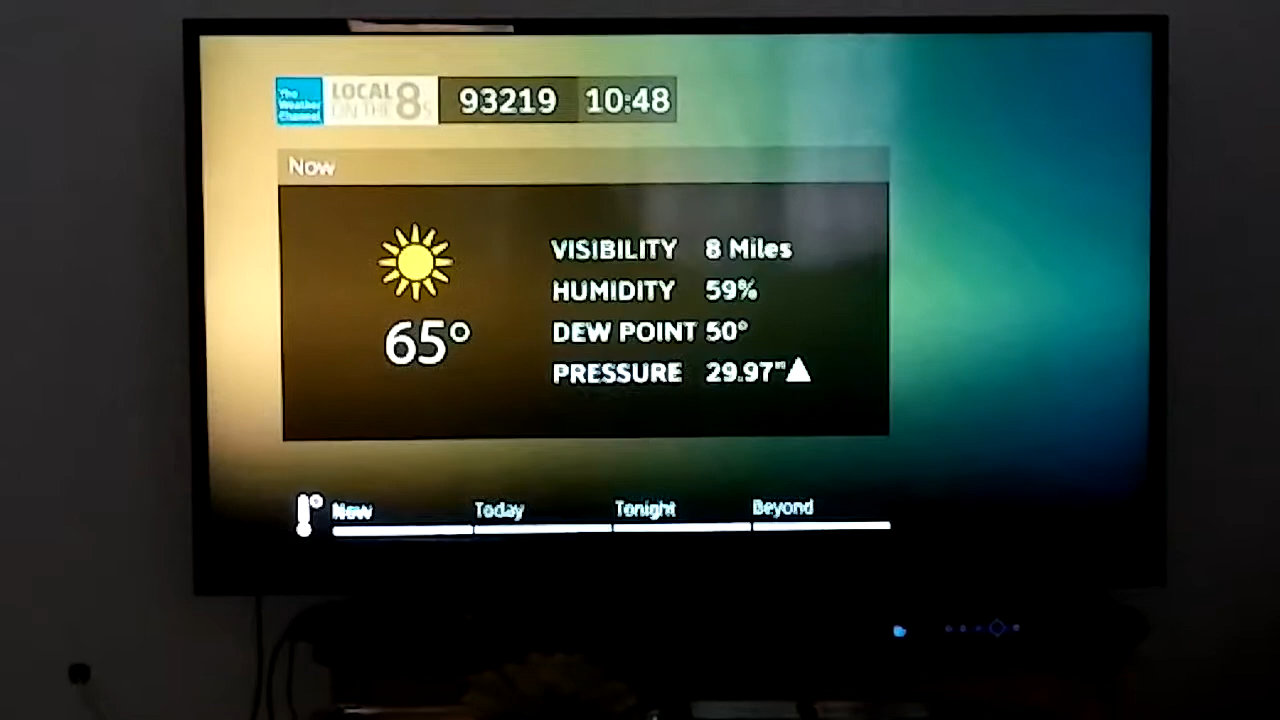 The
Weather
Channel
LOCAL
ON THE 8s
93219 10:48
Now
65°
VISIBILITY 8 Miles
HUMIDITY 59%
DEW POINT 50°
PRESSURE 29.97"
Now Today Tonight Beyond